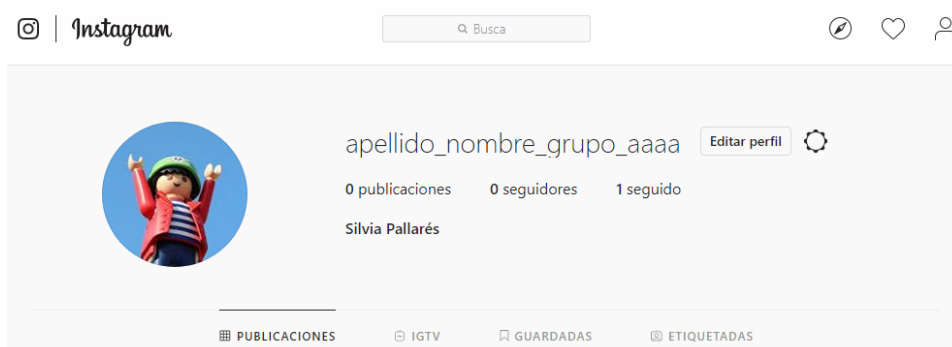 Instagram
Busca
apellido_nombre_grupo_aaaa Editar perfil
0 publicaciones 0 seguidores 1 seguido
Silvia Pallarés
PUBLICACIONES IGTV GUARDADAS ETIQUETADAS